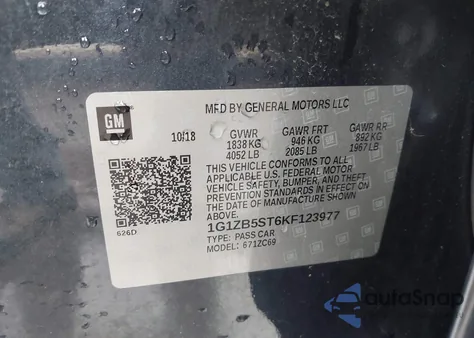 MFD BY GENERAL MOTORS LLC
GM
10/18
GVWR GAWR FRT GAWR RR
1838 KG 946 KG 892 KG
4052 LB 2085 LB 1967 LB
THIS VEHICLE CONFORMS TO ALL
APPLICABLE U.S. FEDERAL MOTOR
VEHICLE SAFETY, BUMPER, AND THEFT
PREVENTION STANDARDS IN EFFECT ON
THE DATE OF MANUFACTURE SHOWN
ABOVE.
1G1ZB5ST6KF123977
TYPE: PASS CAR
MODEL: 671ZC69
626D
autoSnap